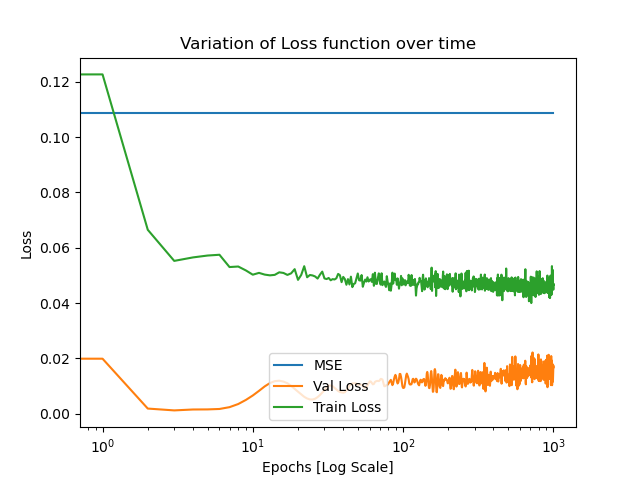 Variation of Loss function over time
Loss
0.12
0.10
0.08
0.06
0.04
0.02
0.00
MSE
Val Loss
Train Loss
10⁰
10¹
10²
10³
Epochs [Log Scale]